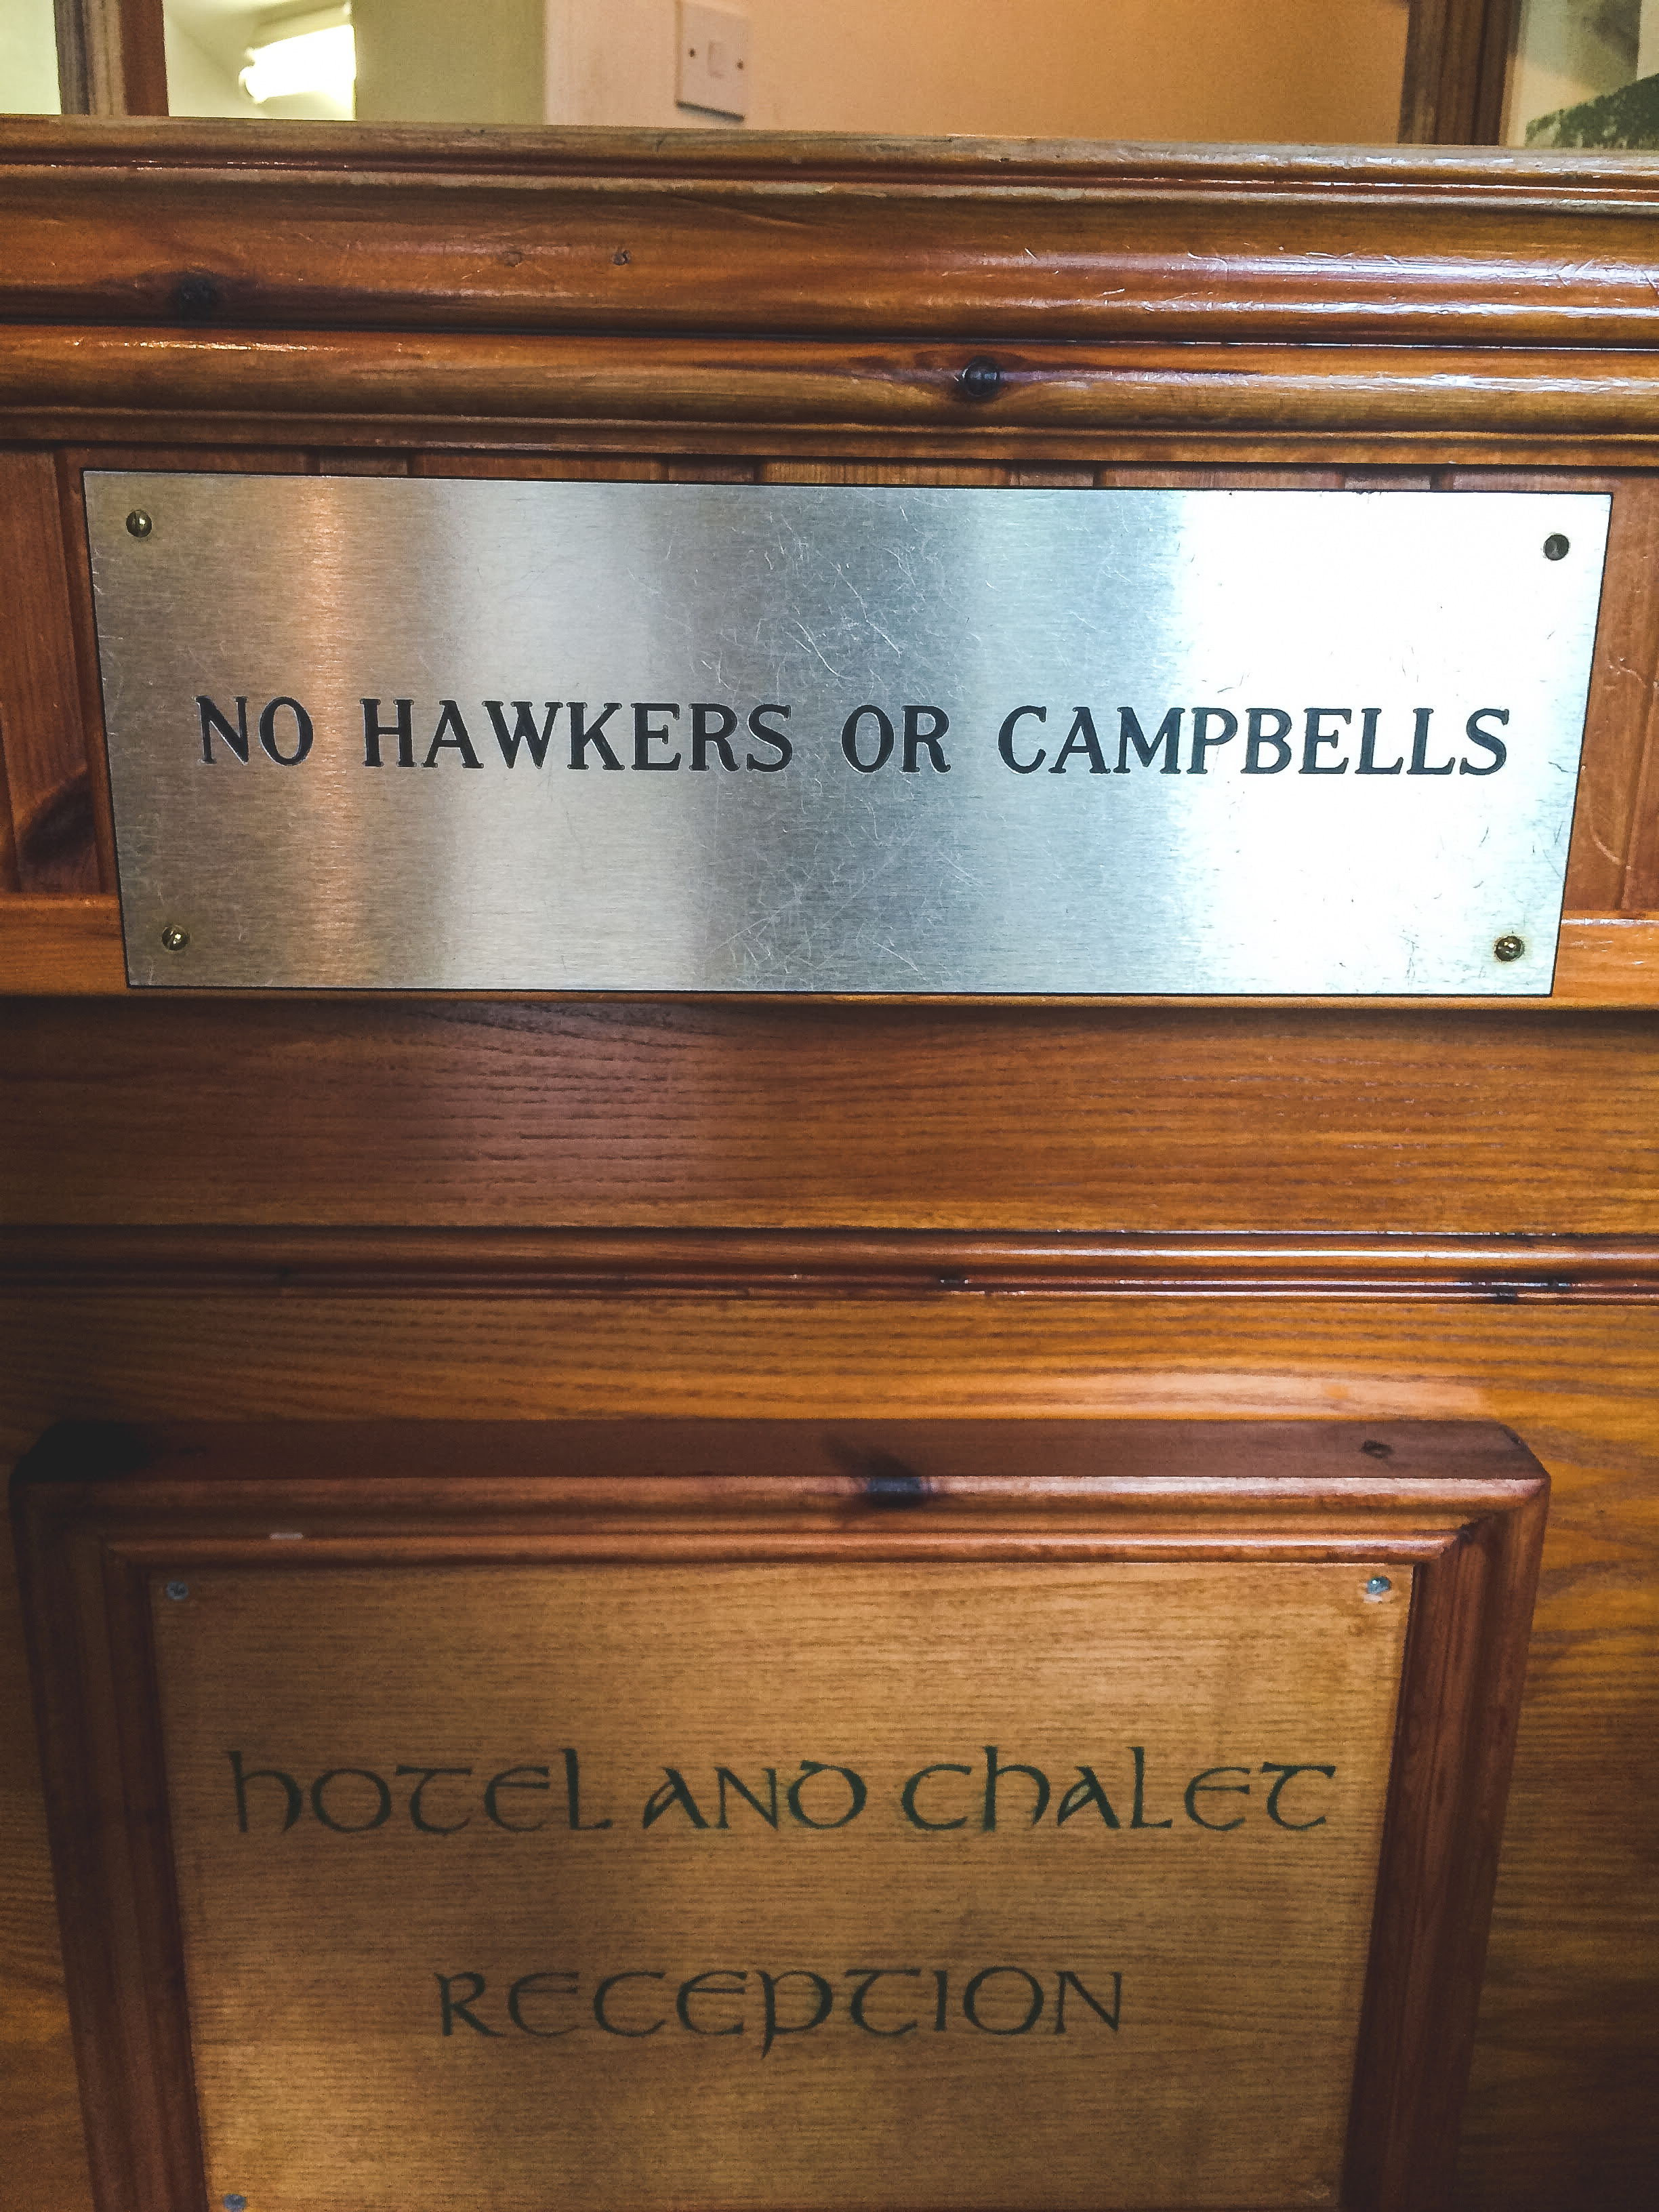 NO HAWKERS OR CAMPBELLS
HOTEL AND CHALET
RECEPTION